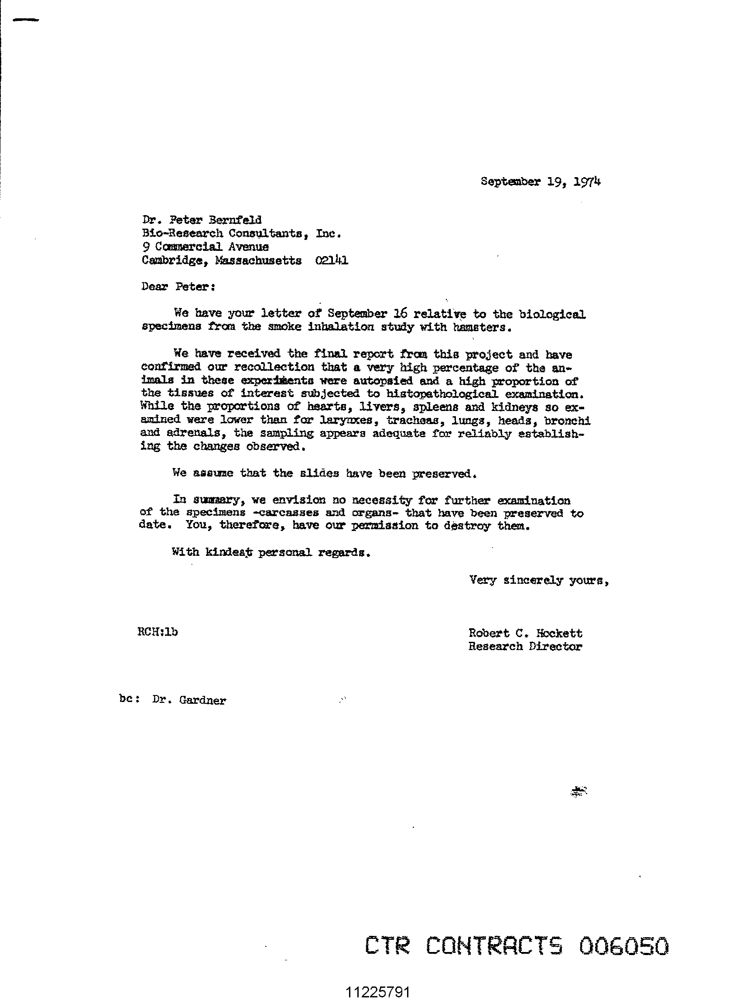 September 19, 1974
Dr. Peter Bernfeld
Bio-Research Consultants, Inc.
9 Commercial Avenue
Cambridge, Massachusetts 02141
Dear Peter:
We have your letter of September 16 relative to the biological
specimens from the smoke inhalation study with hamsters.
We have received the final report from this project and have
confirmed our recollection that a very high percentage of the an-
imals in these experiments were autopsied and a high proportion of
the tissues of interest subjected to histopathological examination.
While the proportions of hearts, livers, spleens and kidneys so ex-
amined were lower than for larynxes, tracheas, lungs, heads, bronchi
and adrenals, the sampling appears adequate for reliably establish-
ing the changes observed.
We assume that the slides have been preserved.
In summary, we envision no necessity for further examination
of the specimens -carcasses and organs- that have been preserved to
date. You, therefore, have our permission to destroy them.
With kindest personal regards.
Very sincerely yours,
RCH:lb
Robert C. Hockett
Research Director
bc: Dr. Gardner
CTR CONTRACTS 006050
11225791